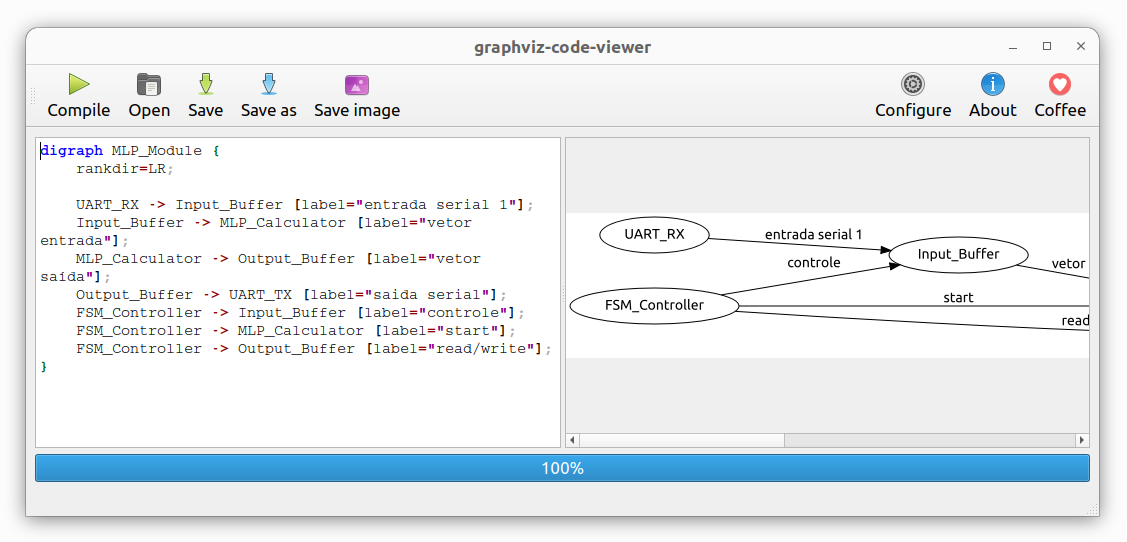 graphviz-code-viewer
Compile Open Save Save as Save image Configure About Coffee
digraph MLP_Module {
    rankdir=LR;
    UART_RX -> Input_Buffer [label="entrada serial 1"];
    Input_Buffer -> MLP_Calculator [label="vetor
entrada"];
    MLP_Calculator -> Output_Buffer [label="vetor
saida"];
    Output_Buffer -> UART_TX [label="saida serial"];
    FSM_Controller -> Input_Buffer [label="controle"];
    FSM_Controller -> MLP_Calculator [label="start"];
    FSM_Controller -> Output_Buffer [label="read/write"];
}
UART_RX
entrada serial 1
Input_Buffer
controle
vetor
FSM_Controller
start
read
100%